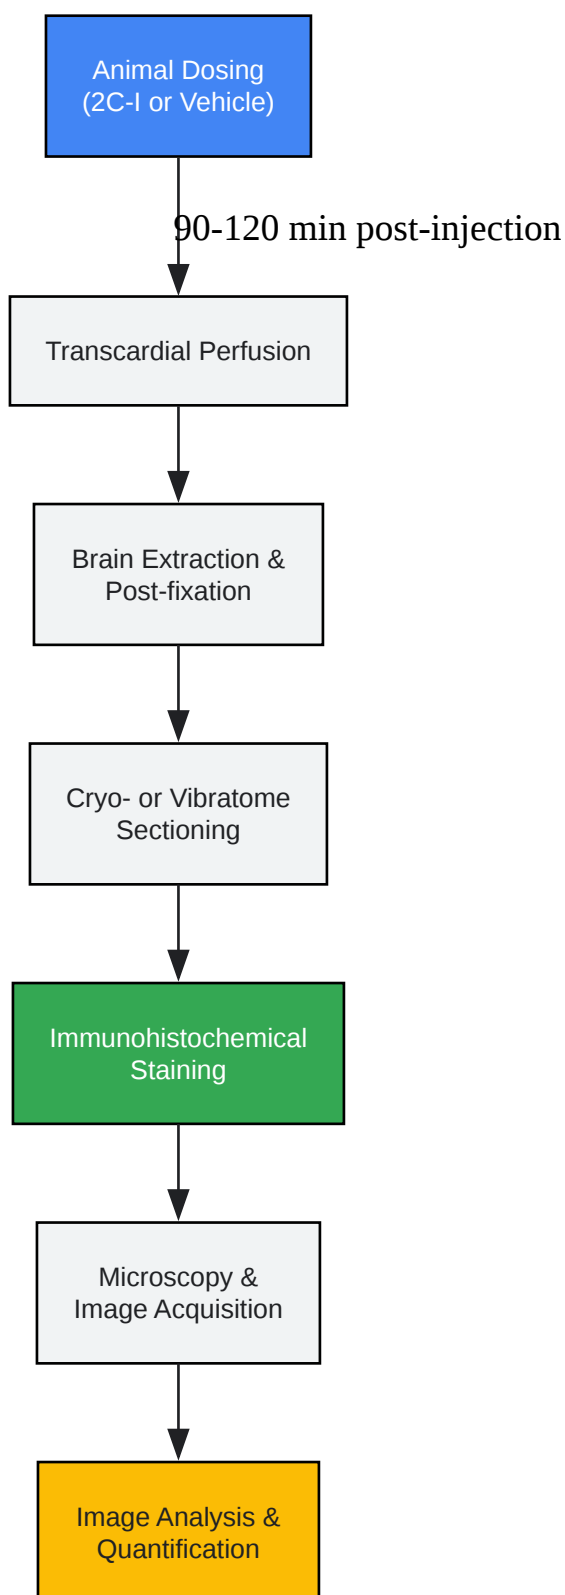 Animal Dosing
(2C-I or Vehicle)
90-120 min post-injection
Transcardial Perfusion
Brain Extraction &
Post-fixation
Cryo- or Vibratome
Sectioning
Immunohistochemical
Staining
Microscopy &
Image Acquisition
Image Analysis &
Quantification